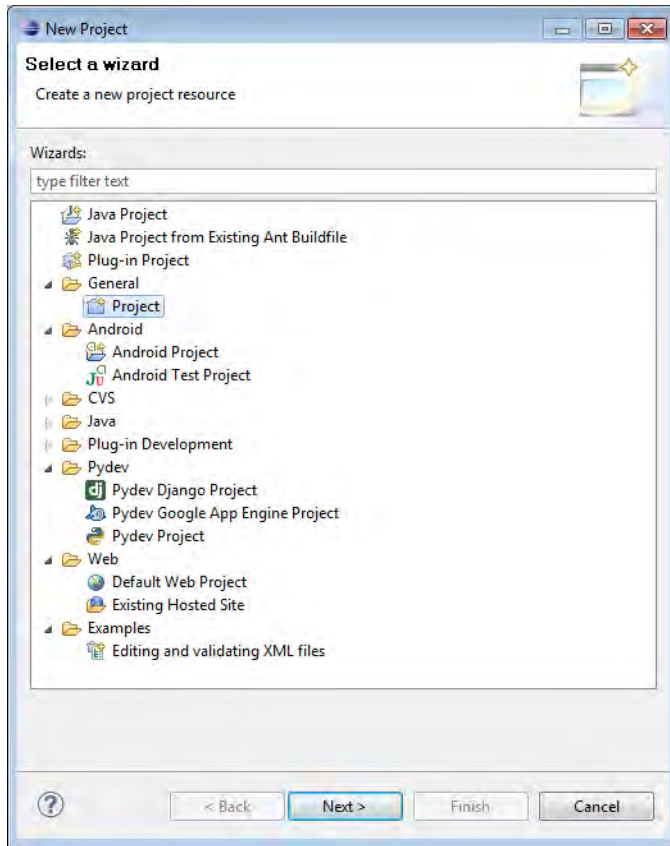 New Project
Select a wizard
Create a new project resource
Wizards:
type filter text
Java Project
Java Project from Existing Ant Buildfile
Plug-in Project
General
Project
Android
Android Project
Android Test Project
CVS
Java
Plug-in Development
Pydev
Pydev Django Project
Pydev Google App Engine Project
Pydev Project
Web
Default Web Project
Existing Hosted Site
Examples
Editing and validating XML files
? < Back Next > Finish Cancel